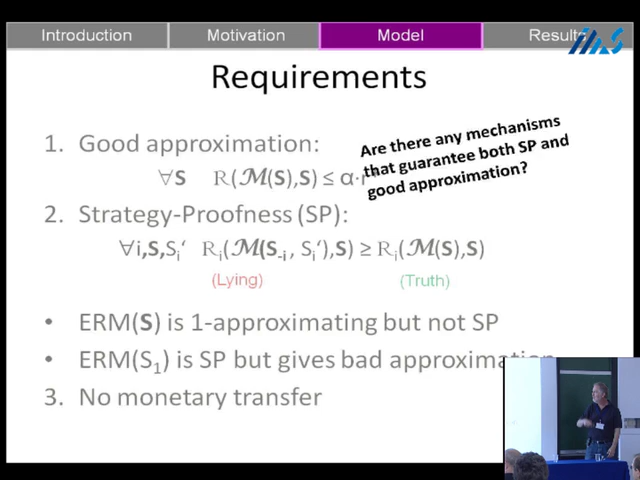 Introduction
Motivation
Model
Results
Requirements
1. Good approximation:
∀S R(ℳ(S),S) ≤ α·r*
Are there any mechanisms
that guarantee both SP and
good approximation?
2. Strategy-Proofness (SP):
∀i,S,Sᵢ‘ Rᵢ(ℳ(S₋ᵢ , Sᵢ‘),S) ≥ Rᵢ(ℳ(S),S)
(Lying)
(Truth)
• ERM(S) is 1-approximating but not SP
• ERM(S₁) is SP but gives bad approximation
3. No monetary transfer